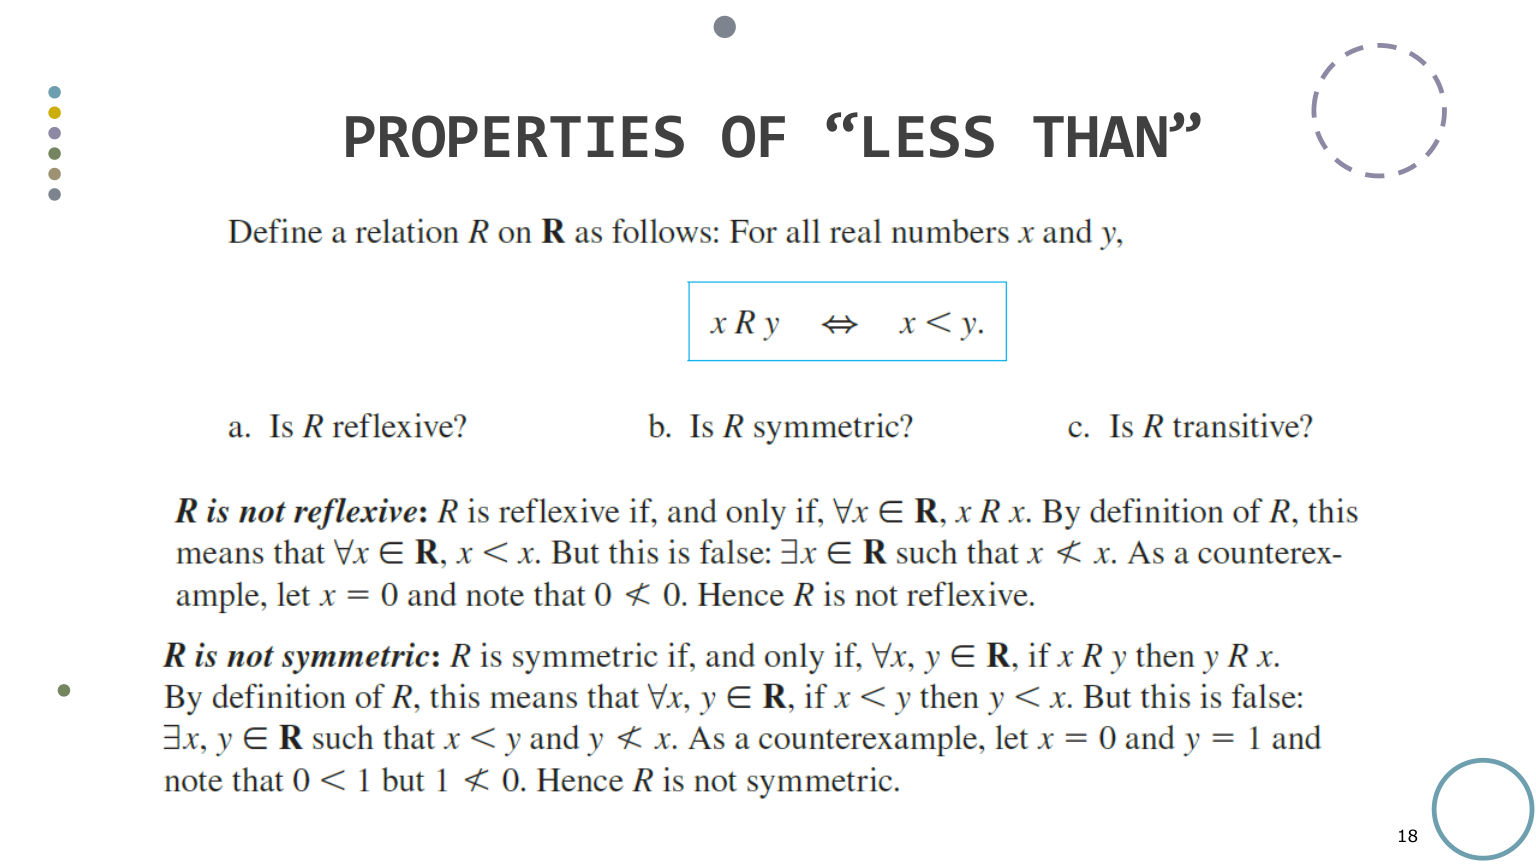 PROPERTIES OF “LESS THAN”
Define a relation R on R as follows: For all real numbers x and y,
x R y ⇔ x < y.
a. Is R reflexive? b. Is R symmetric? c. Is R transitive?
R is not reflexive: R is reflexive if, and only if, ∀x ∈ R, x R x. By definition of R, this
means that ∀x ∈ R, x < x. But this is false: ∃x ∈ R such that x ≮ x. As a counterex-
ample, let x = 0 and note that 0 ≮ 0. Hence R is not reflexive.
R is not symmetric: R is symmetric if, and only if, ∀x, y ∈ R, if x R y then y R x.
By definition of R, this means that ∀x, y ∈ R, if x < y then y < x. But this is false:
∃x, y ∈ R such that x < y and y ≮ x. As a counterexample, let x = 0 and y = 1 and
note that 0 < 1 but 1 ≮ 0. Hence R is not symmetric.
18